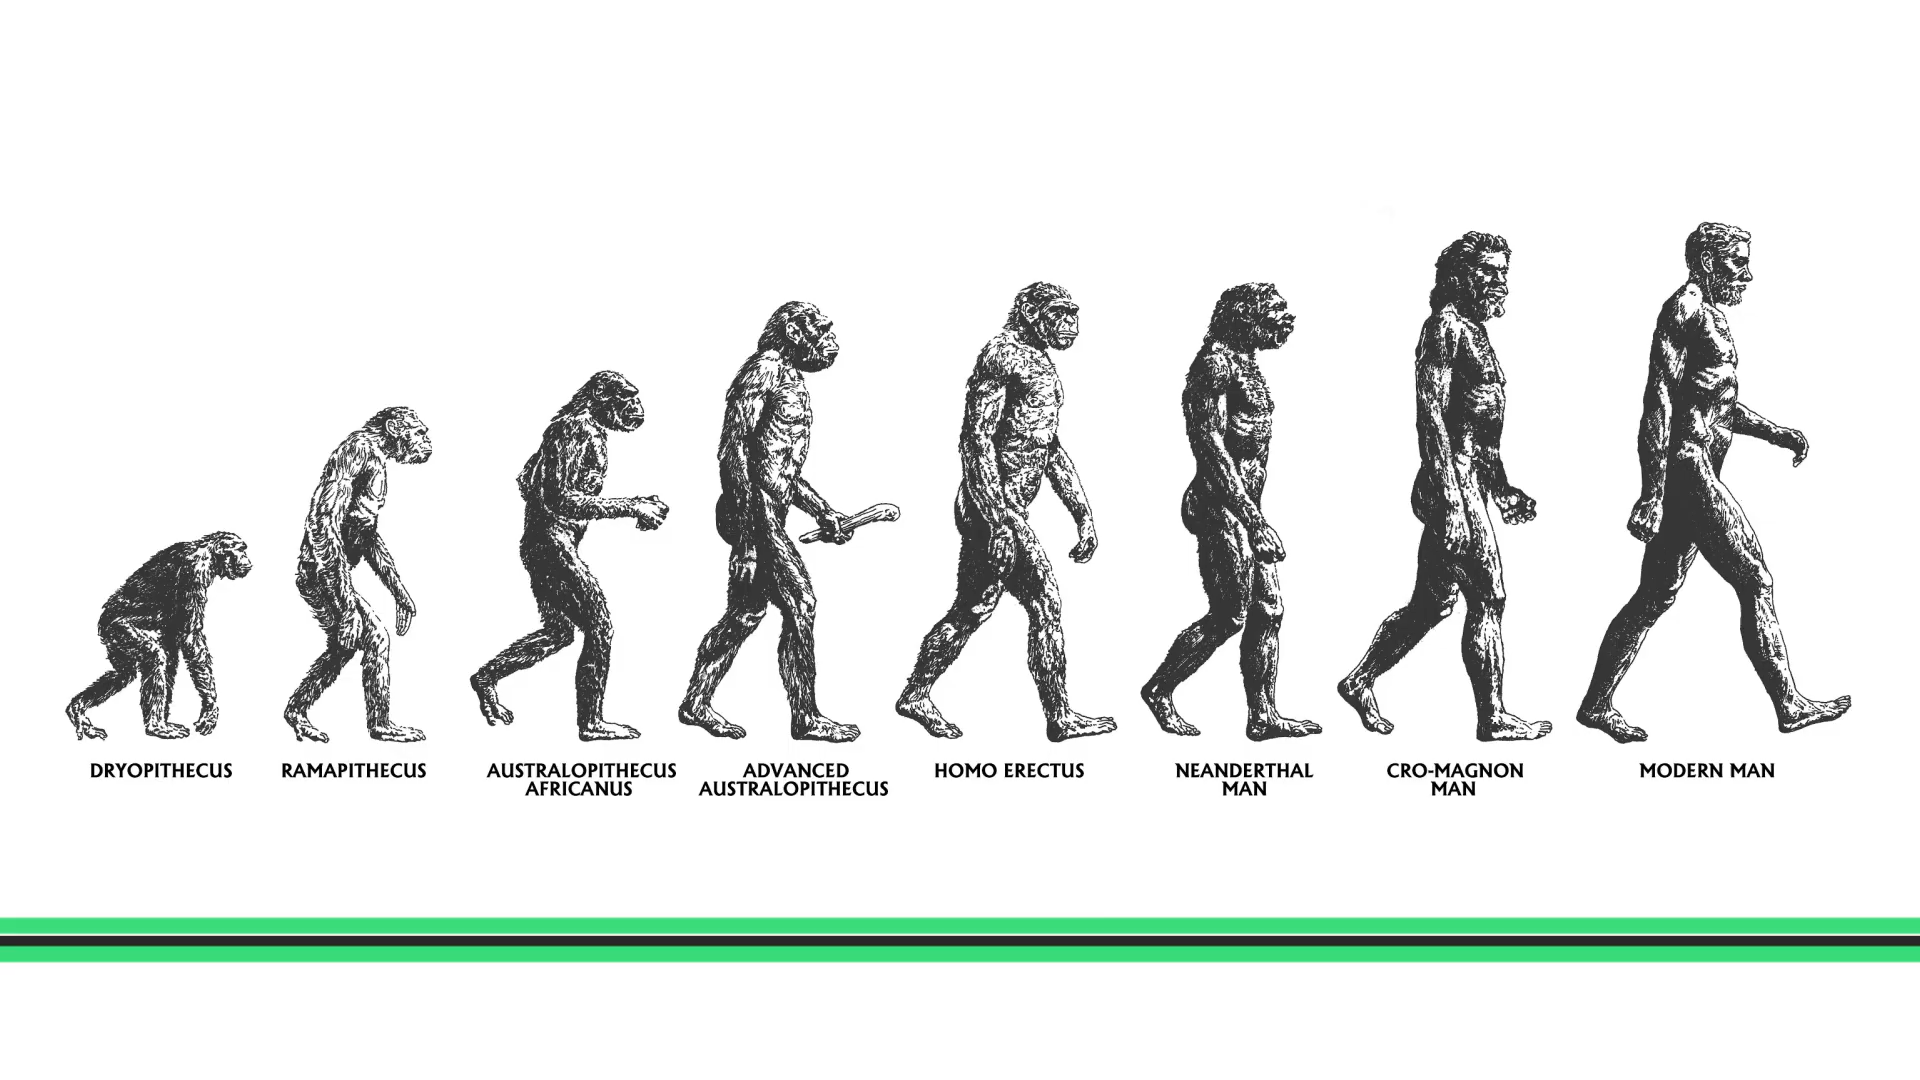 DRYOPITHECUS
RAMAPITHECUS
AUSTRALOPITHECUS
AFRICANUS
ADVANCED
AUSTRALOPITHECUS
HOMO ERECTUS
NEANDERTHAL
MAN
CRO-MAGNON
MAN
MODERN MAN